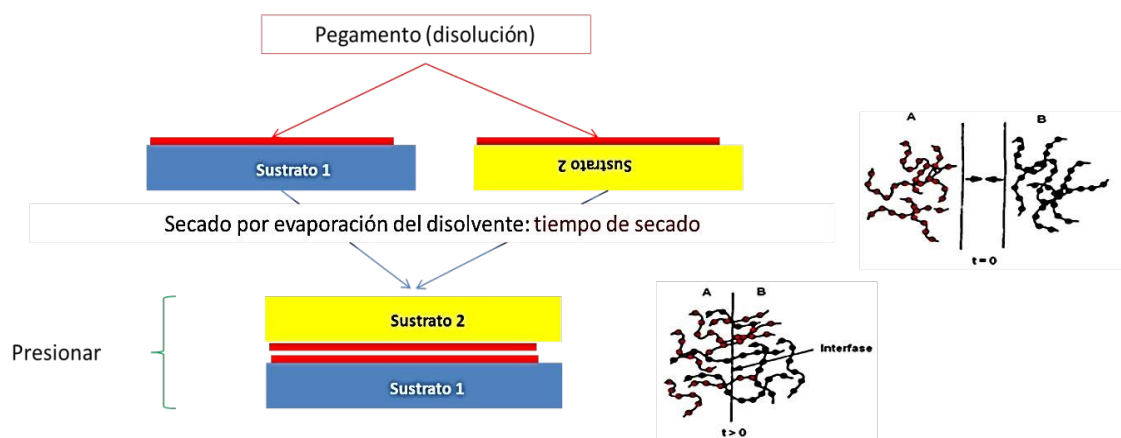 Pegamento (disolución)
Sustrato 1
Sustrato 2
Secado por evaporación del disolvente: tiempo de secado
A
B
t = 0
Presionar
Sustrato 2
Sustrato 1
A
B
Interfase
t > 0